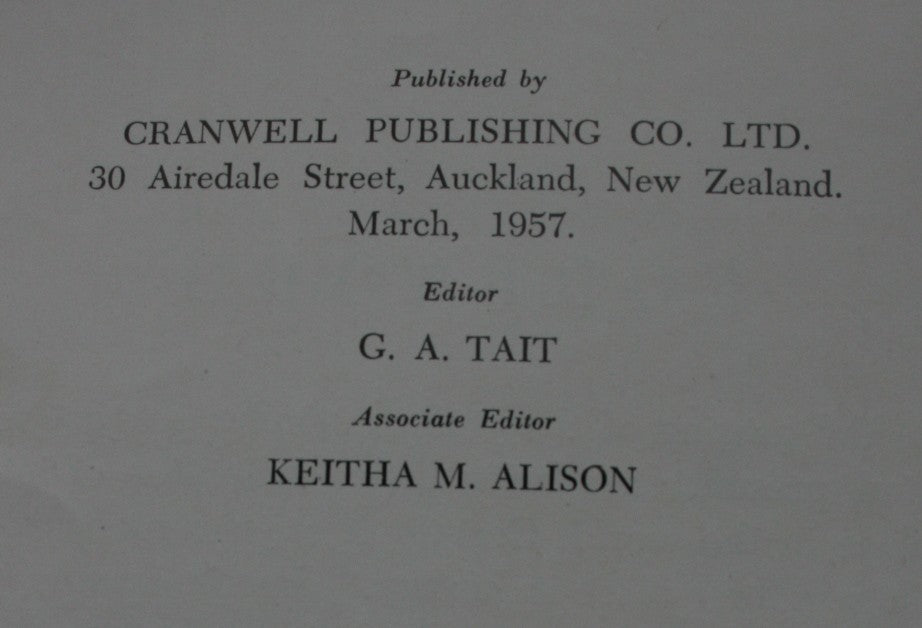 Published by
CRANWELL PUBLISHING CO. LTD.
30 Airedale Street, Auckland, New Zealand.
March, 1957.
Editor
G. A. TAIT
Associate Editor
KEITHA M. ALISON